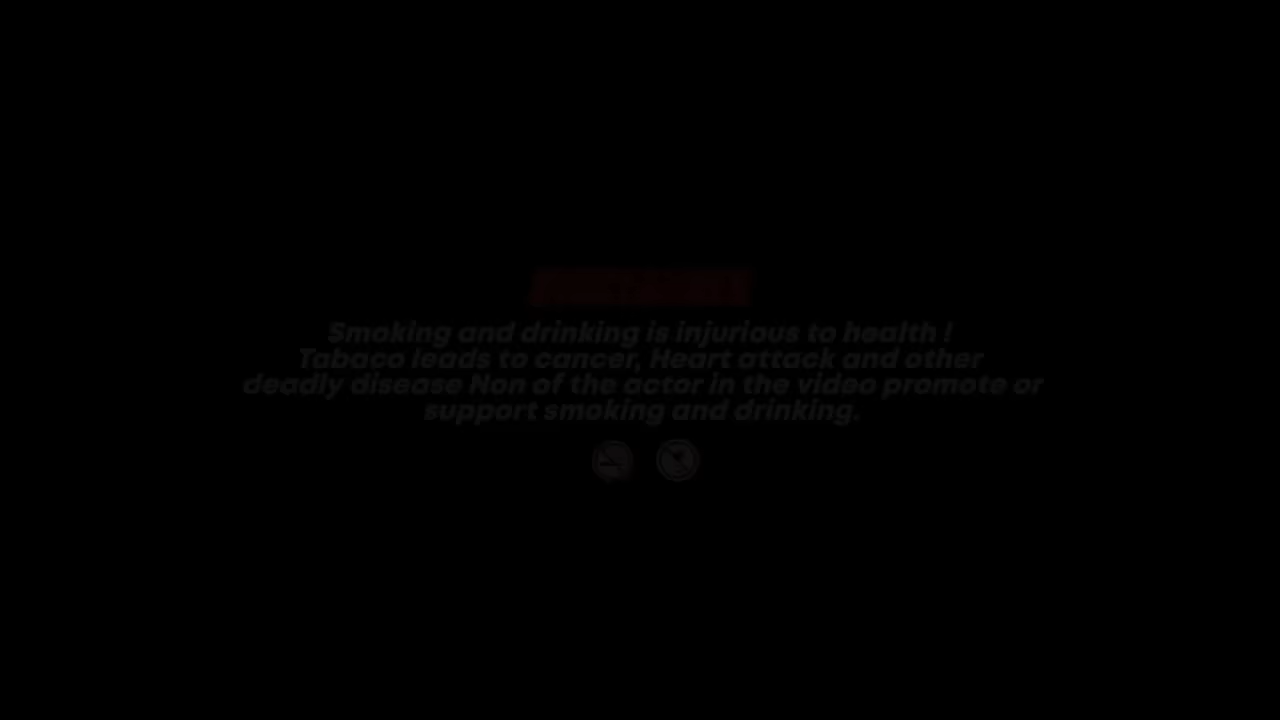 Smoking and drinking is injurious to health !
Tabaco leads to cancer, Heart attack and other
deadly disease Non of the actor in the video promote or
support smoking and drinking.